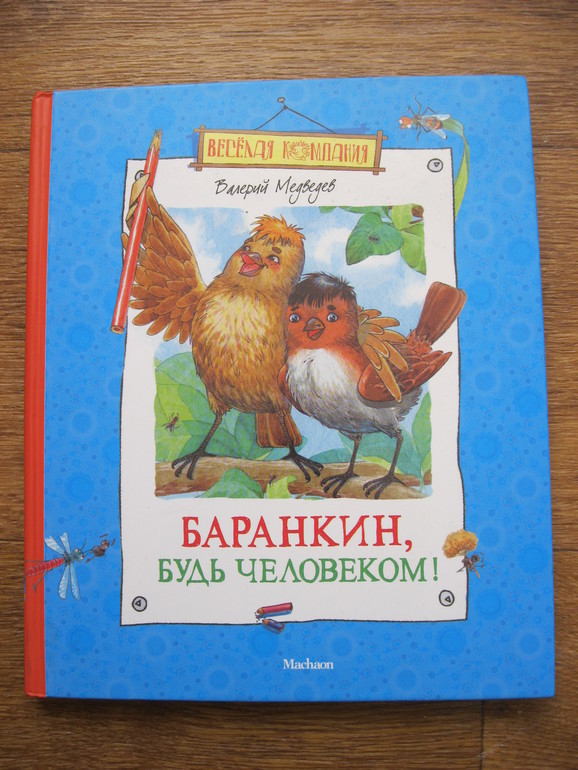 ВЕСЁЛАЯ КОМПАНИЯ
Валерий Медведев
БАРАНКИН,
БУДЬ ЧЕЛОВЕКОМ!
Machaon